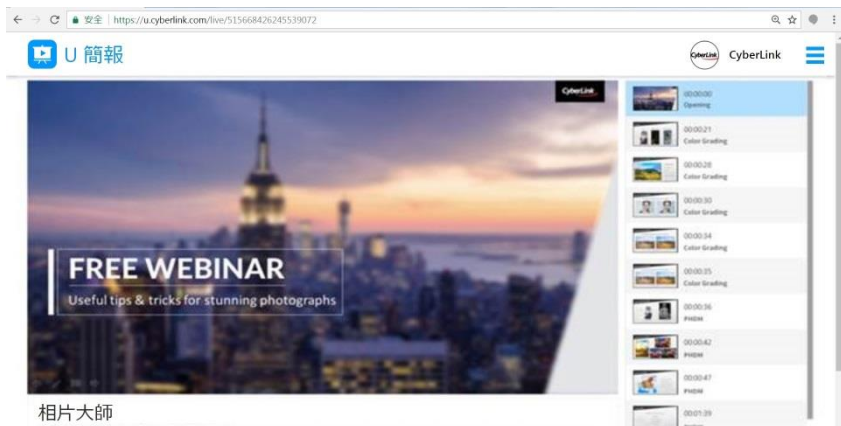 安全 | https://u.cyberlink.com/live/515668426245539072
U 簡報
CyberLink CyberLink
CyberLink
FREE WEBINAR
Useful tips & tricks for stunning photographs
相片大師
00:00:00
Opening
00:00:21
Color Grading
00:00:28
Color Grading
00:00:30
Color Grading
00:00:34
Color Grading
00:00:35
Color Grading
00:00:36
PHDM
00:00:42
PHDM
00:00:47
PHDM
00:01:39